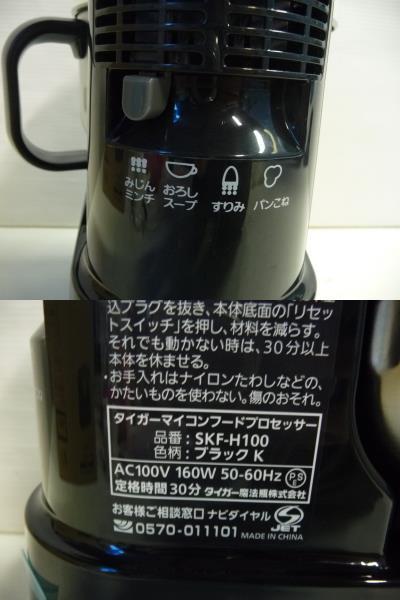 みじん
ミンチ
おろし
スープ
すりみ
パンこね
込プラグを抜き、本体底面の「リセッ
トスイッチ」を押し、材料を減らす。
それでも動かない時は、30分以上
本体を休ませる。
・お手入れはナイロンたわしなどの、
かたいものを使わない。傷のおそれ。
タイガーマイコンフードプロセッサー
品番：SKF-H100
色柄：ブラック K
AC100V 160W 50-60Hz
PSE
定格時間30分 タイガー魔法瓶株式会社
お客様ご相談窓口 ナビダイヤル
0570-011101
S
JET
MADE IN CHINA